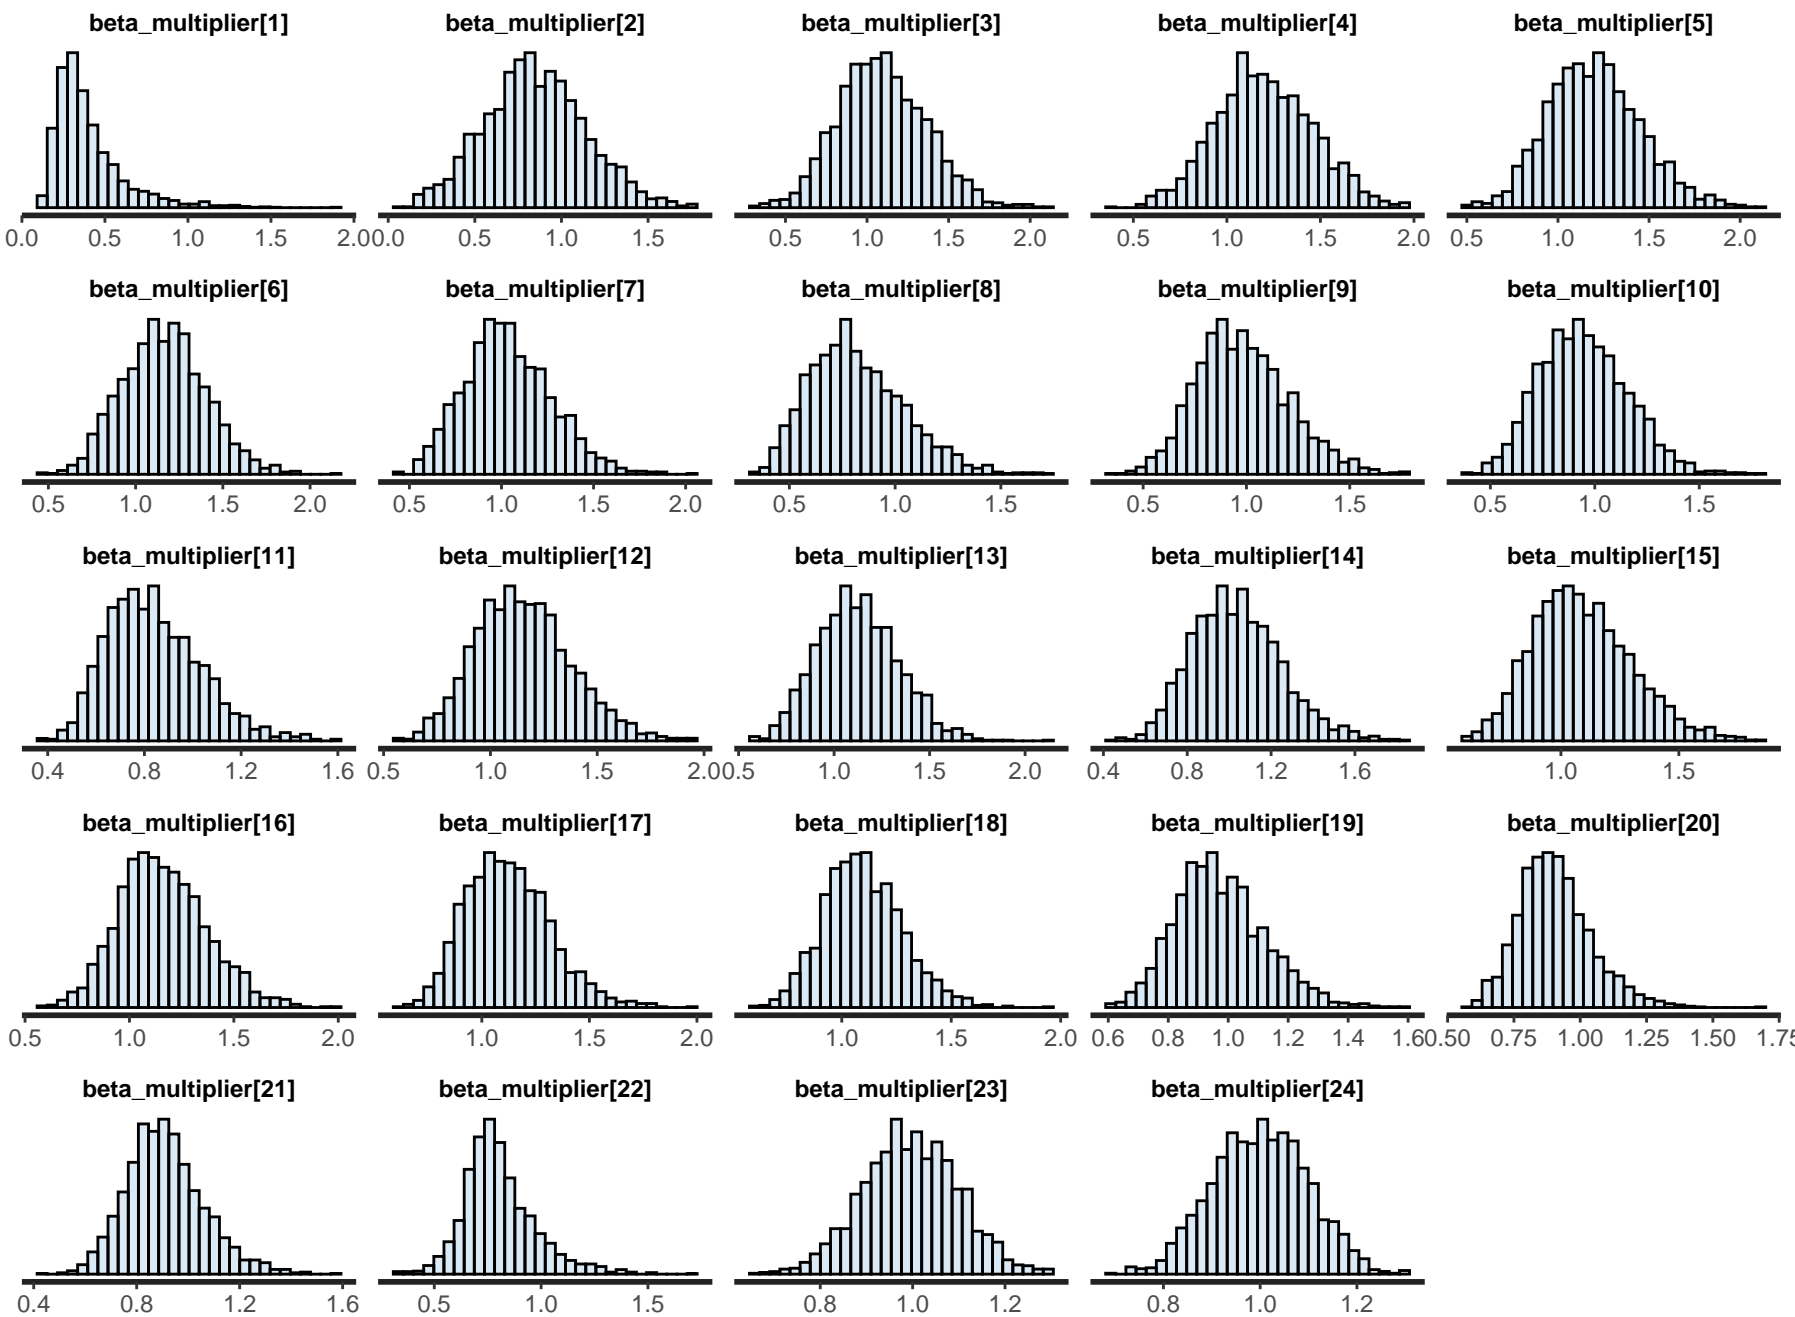 beta_multiplier[1] beta_multiplier[2] beta_multiplier[3] beta_multiplier[4] beta_multiplier[5]
0.0 0.5 1.0 1.5 2.0 0.0 0.5 1.0 1.5 0.5 1.0 1.5 2.0 0.5 1.0 1.5 2.0 0.5 1.0 1.5 2.0
beta_multiplier[6] beta_multiplier[7] beta_multiplier[8] beta_multiplier[9] beta_multiplier[10]
0.5 1.0 1.5 2.0 0.5 1.0 1.5 2.0 0.5 1.0 1.5 0.5 1.0 1.5 0.5 1.0 1.5
beta_multiplier[11] beta_multiplier[12] beta_multiplier[13] beta_multiplier[14] beta_multiplier[15]
0.4 0.8 1.2 1.6 0.5 1.0 1.5 2.0 0.5 1.0 1.5 2.0 0.4 0.8 1.2 1.6 1.0 1.5
beta_multiplier[16] beta_multiplier[17] beta_multiplier[18] beta_multiplier[19] beta_multiplier[20]
0.5 1.0 1.5 2.0 1.0 1.5 2.0 1.0 1.5 2.0 0.6 0.8 1.0 1.2 1.4 1.6 0.50 0.75 1.00 1.25 1.50 1.75
beta_multiplier[21] beta_multiplier[22] beta_multiplier[23] beta_multiplier[24]
0.4 0.8 1.2 1.6 0.5 1.0 1.5 0.8 1.0 1.2 0.8 1.0 1.2